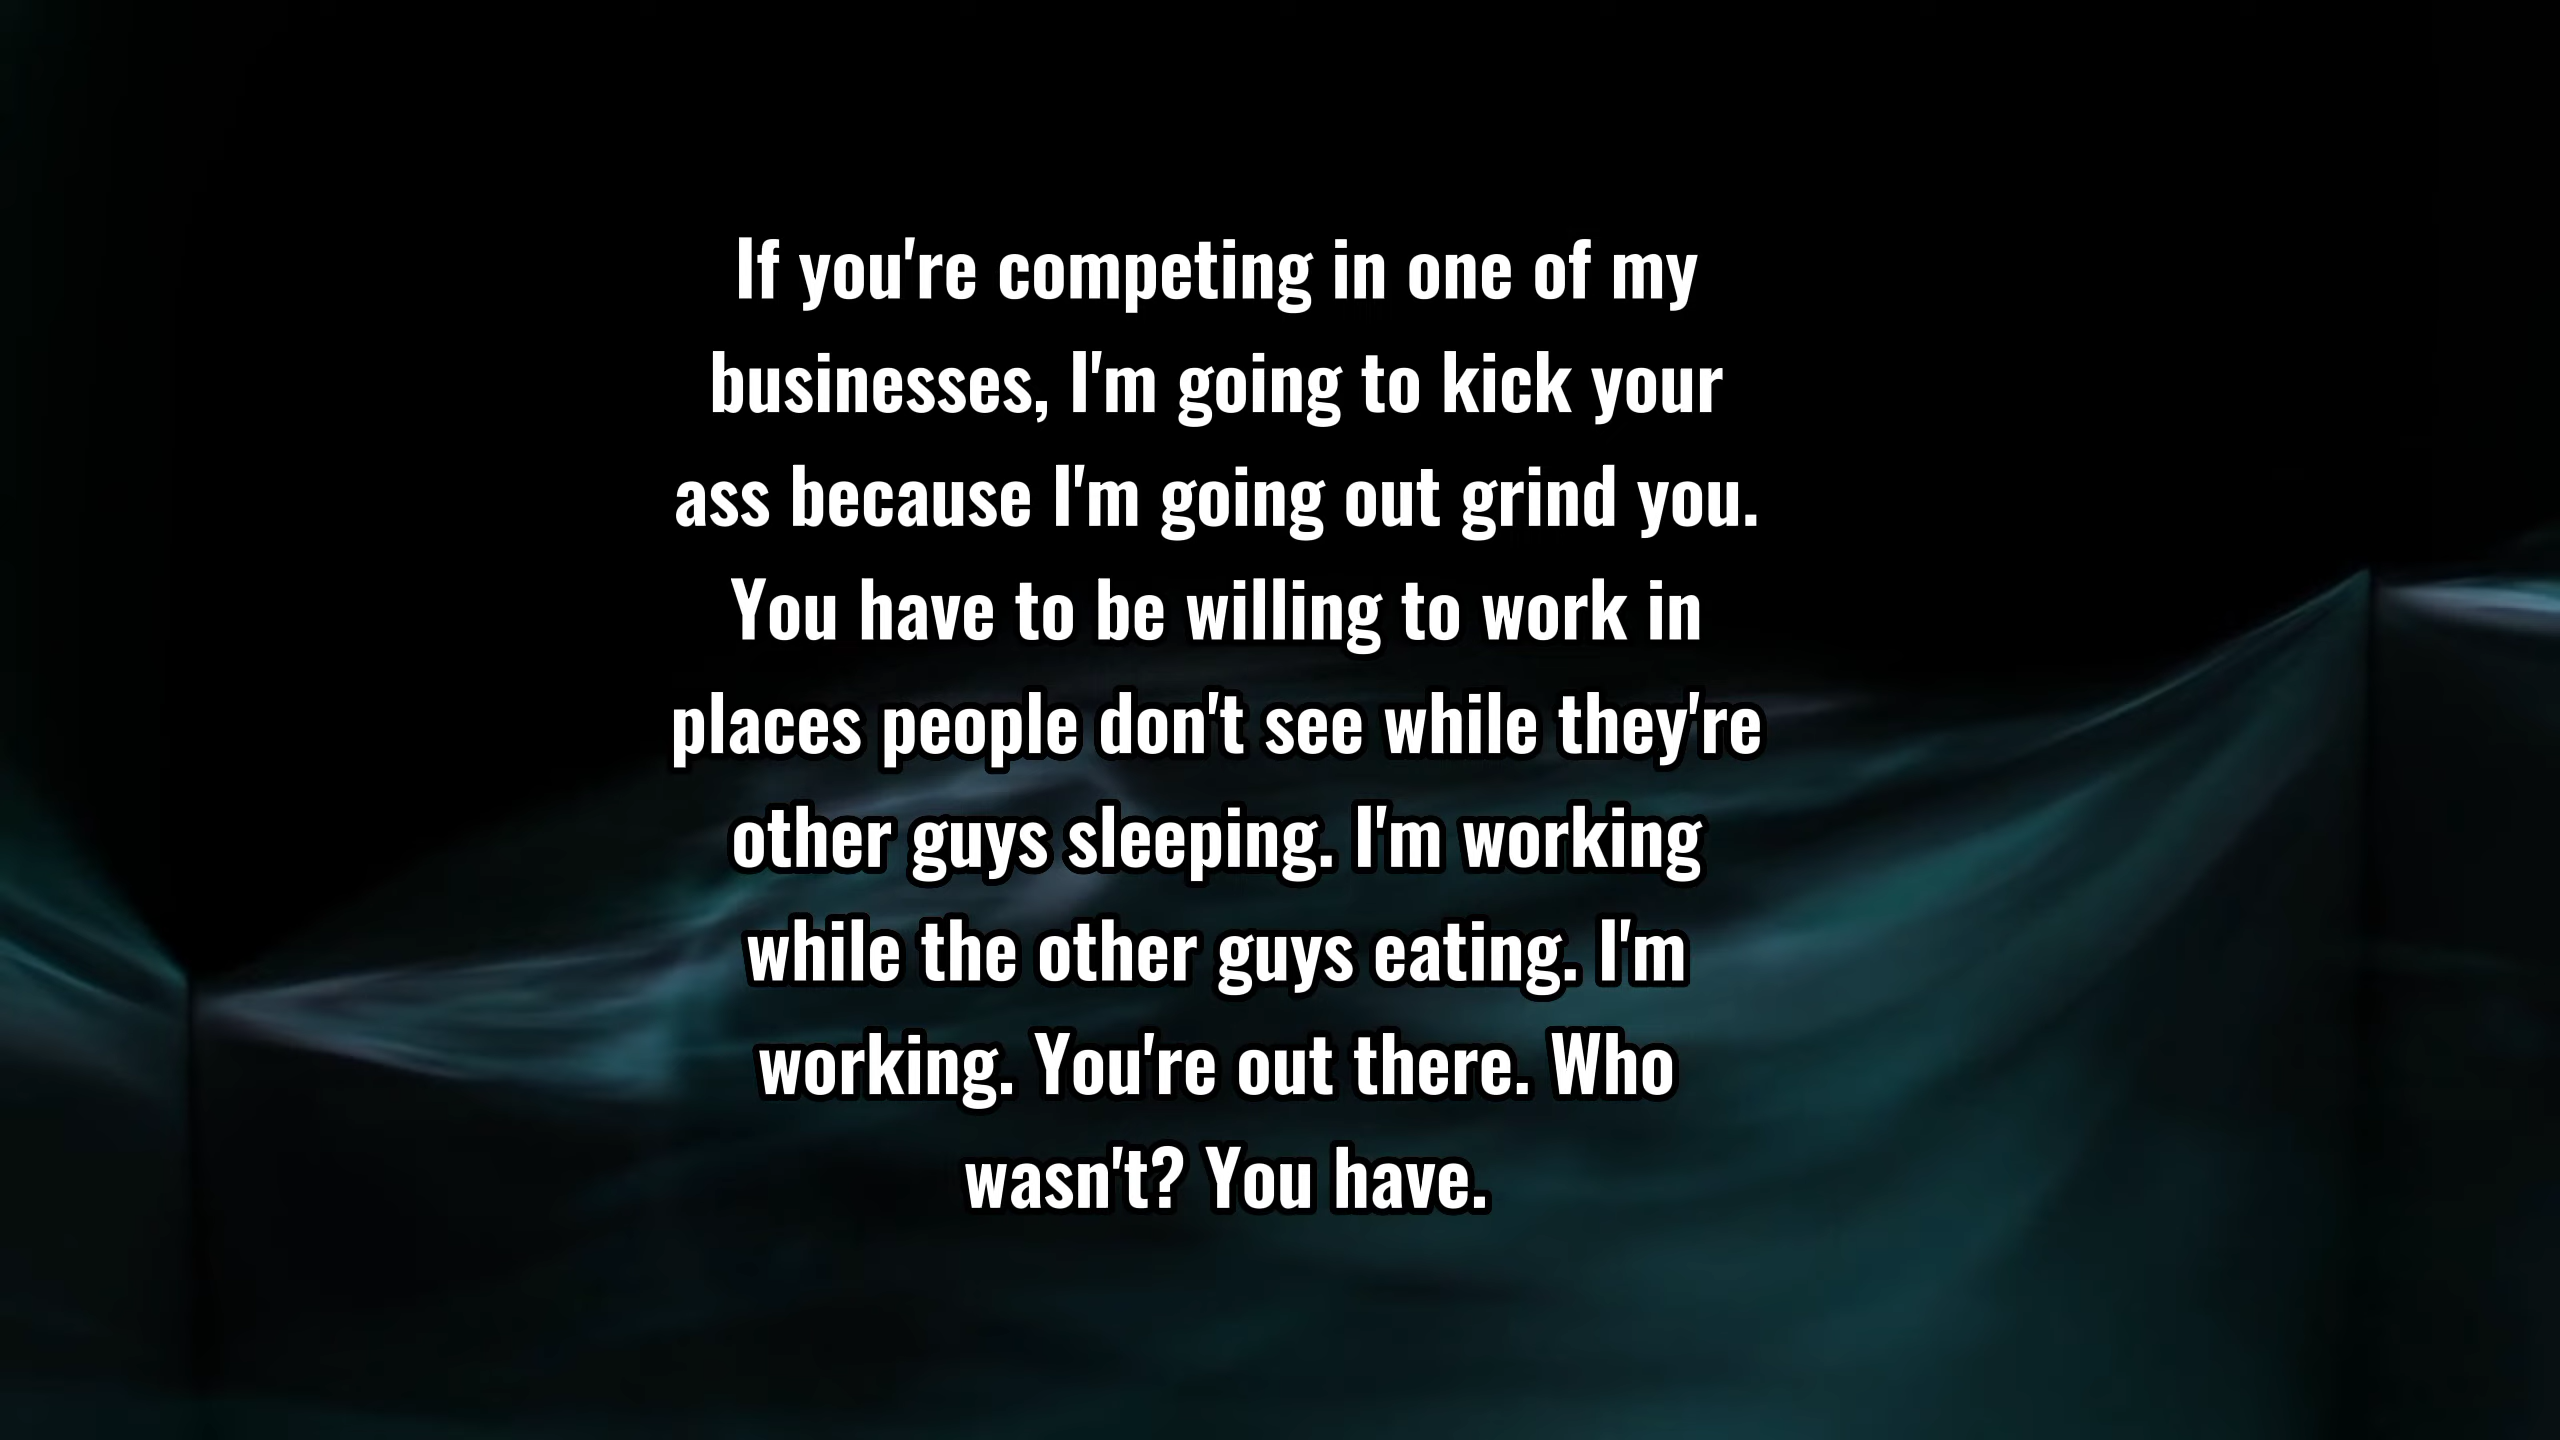 If you're competing in one of my
businesses, I'm going to kick your
ass because I'm going out grind you.
You have to be willing to work in
places people don't see while they're
other guys sleeping. I'm working
while the other guys eating. I'm
working. You're out there. Who
wasn't? You have.